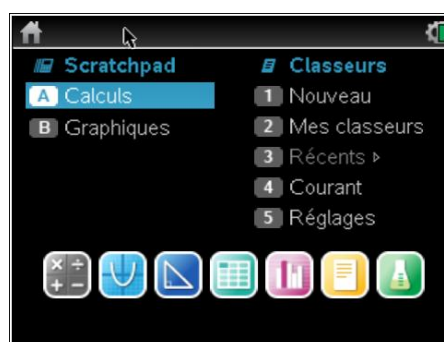 Scratchpad
A Calculs
B Graphiques
Classeurs
1 Nouveau
2 Mes classeurs
3 Récents ▹
4 Courant
5 Réglages